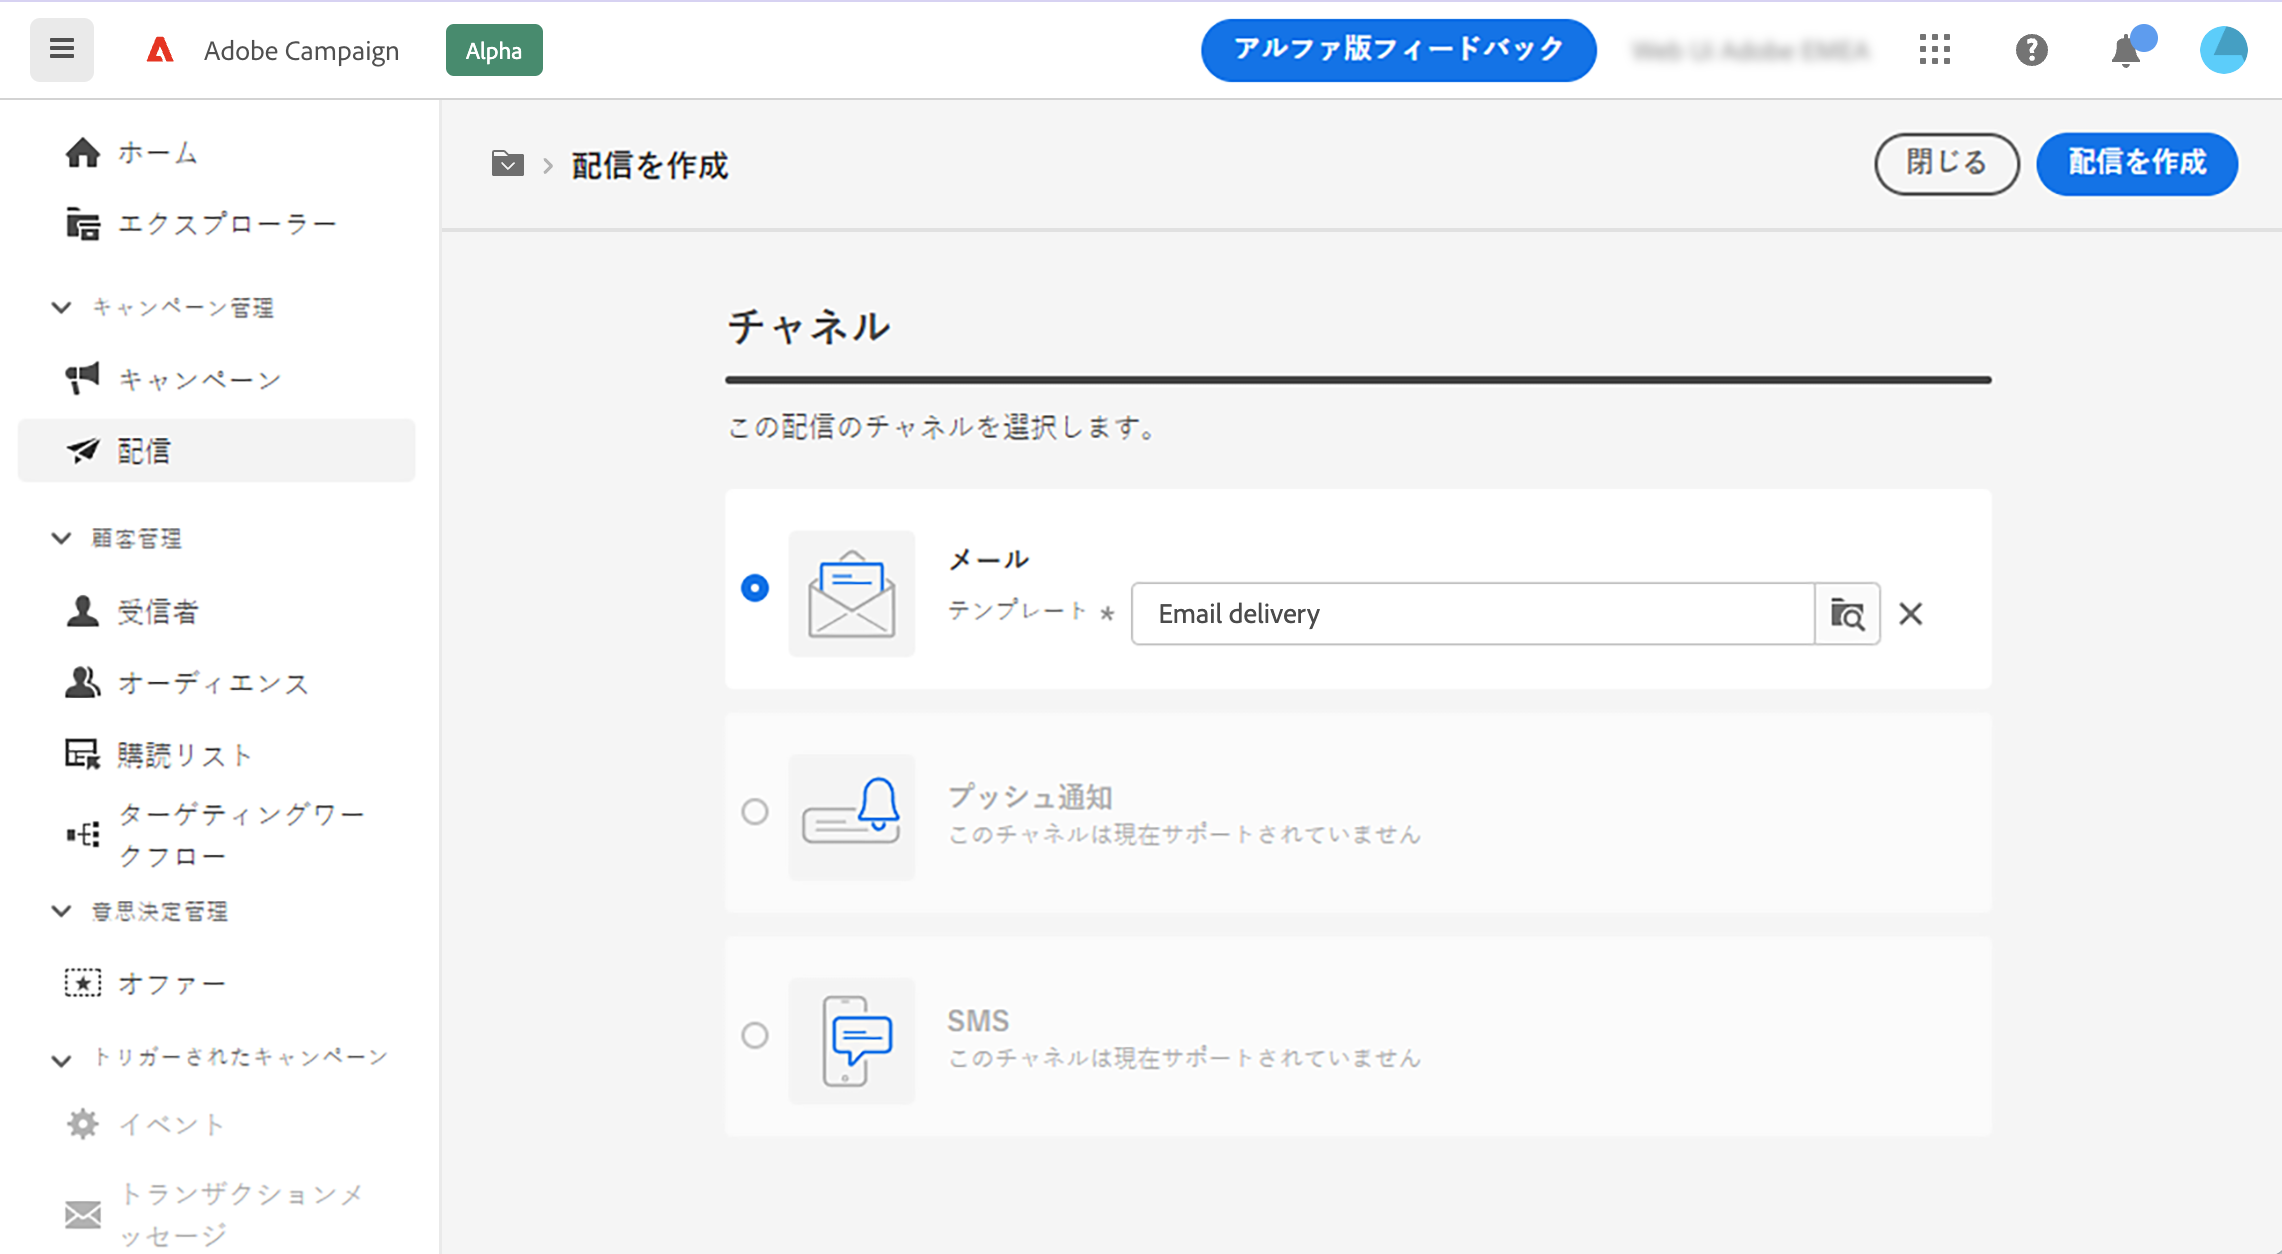 Adobe Campaign
Alpha
アルファ版フィードバック
ホーム
エクスプローラー
キャンペーン管理
キャンペーン
配信
顧客管理
受信者
オーディエンス
購読リスト
ターゲティングワー
クフロー
意思決定管理
オファー
トリガーされたキャンペーン
イベント
トランザクションメ
ッセージ
配信を作成
閉じる
配信を作成
チャネル
この配信のチャネルを選択します。
メール
テンプレート *
Email delivery
プッシュ通知
このチャネルは現在サポートされていません
SMS
このチャネルは現在サポートされていません